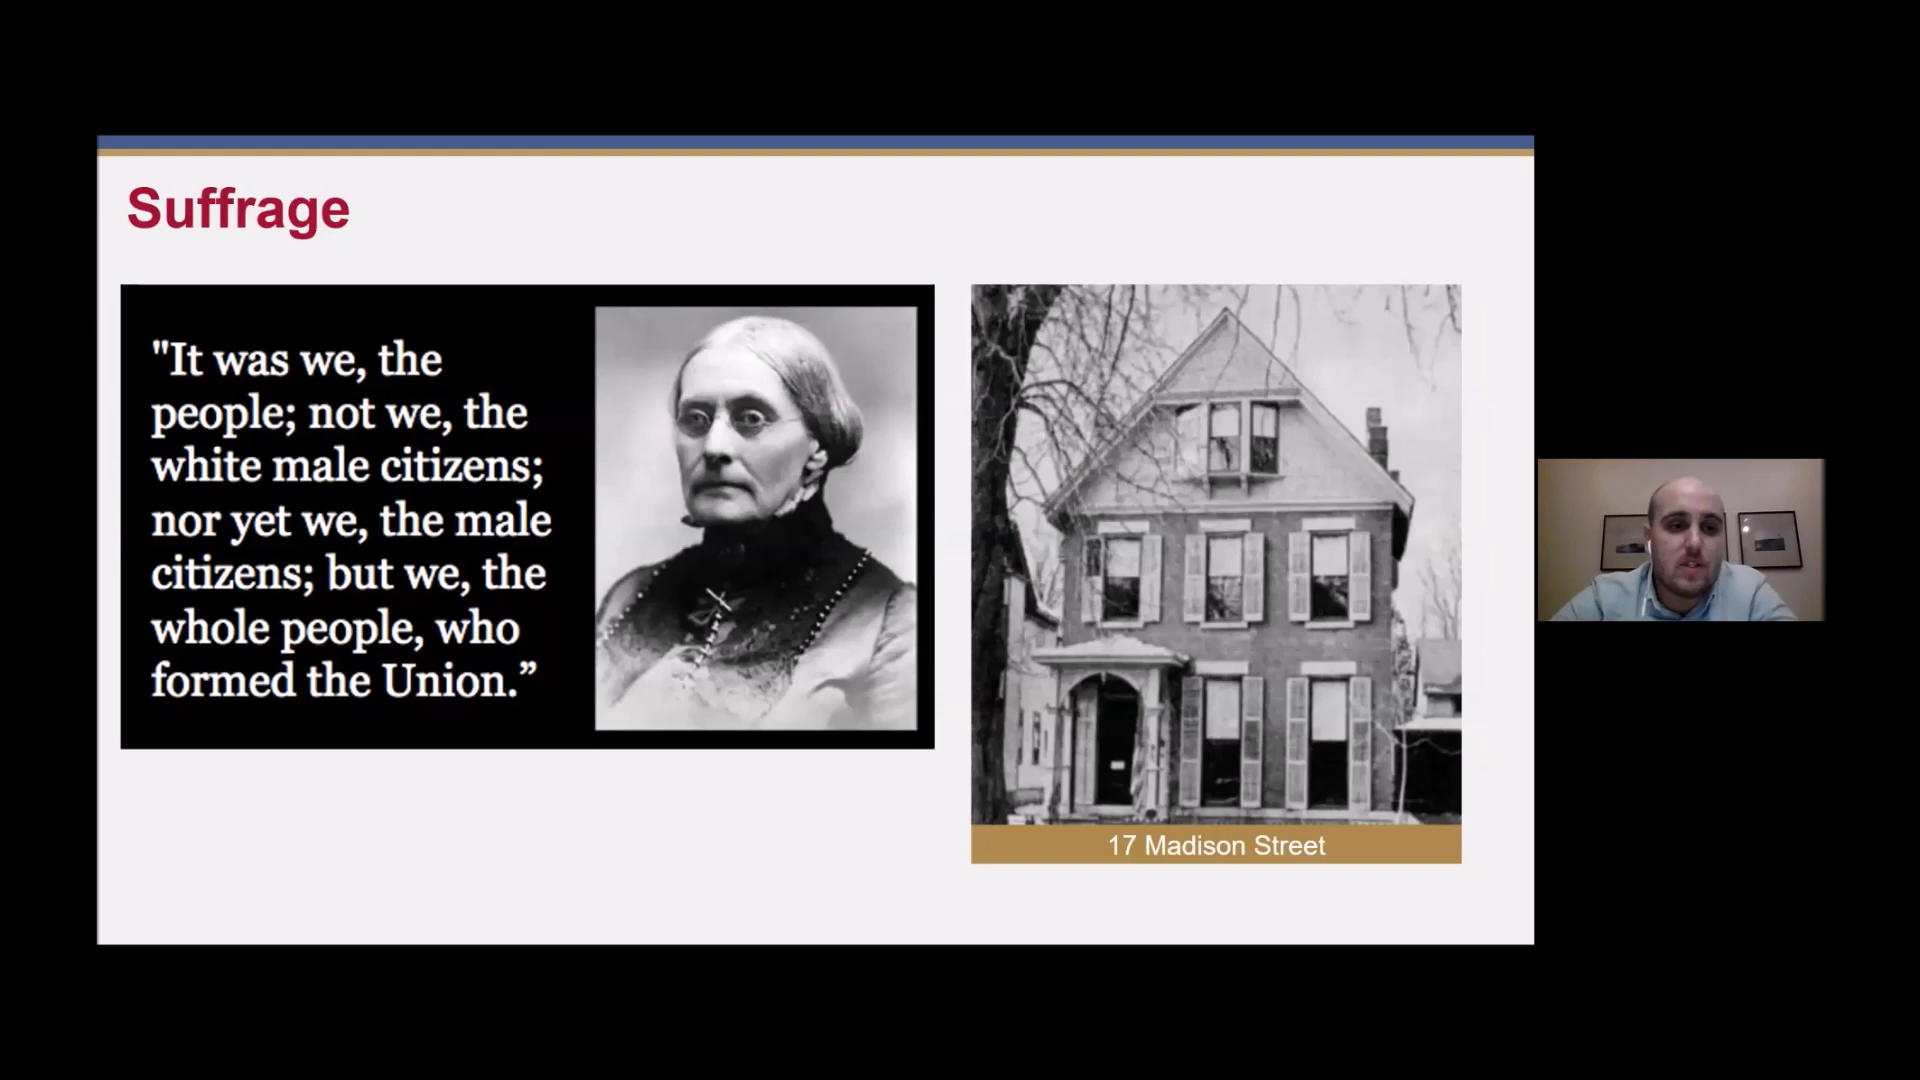 Suffrage
"It was we, the
people; not we, the
white male citizens;
nor yet we, the male
citizens; but we, the
whole people, who
formed the Union.”
17 Madison Street